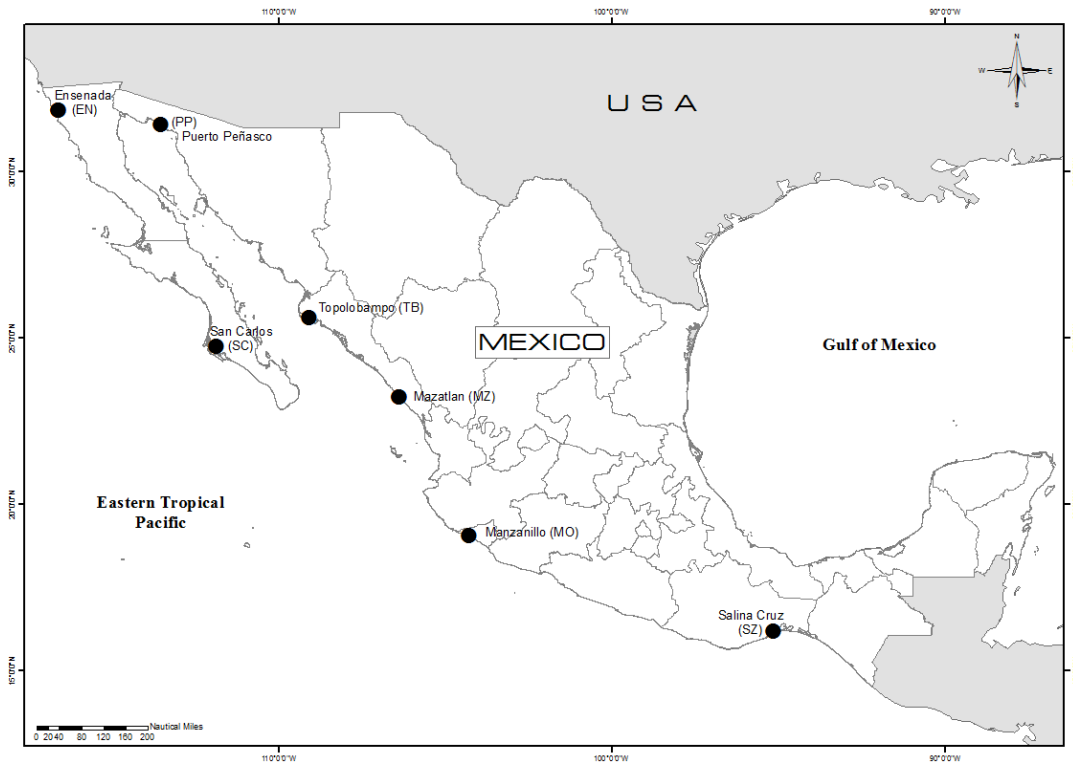 110°0'0"W 100°0'0"W 90°0'0"W
N
W E
S
USA
Ensenada
(EN)
(PP)
Puerto Peñasco
30°0'0"N
Topolobampo (TB)
San Carlos
(SC)
25°0'0"N
MEXICO
Gulf of Mexico
Mazatlan (MZ)
20°0'0"N
Eastern Tropical
Pacific
Manzanillo (MO)
Salina Cruz
(SZ)
15°0'0"N
Nautical Miles
0 20 40 80 120 160 200
110°0'0"W 100°0'0"W 90°0'0"W